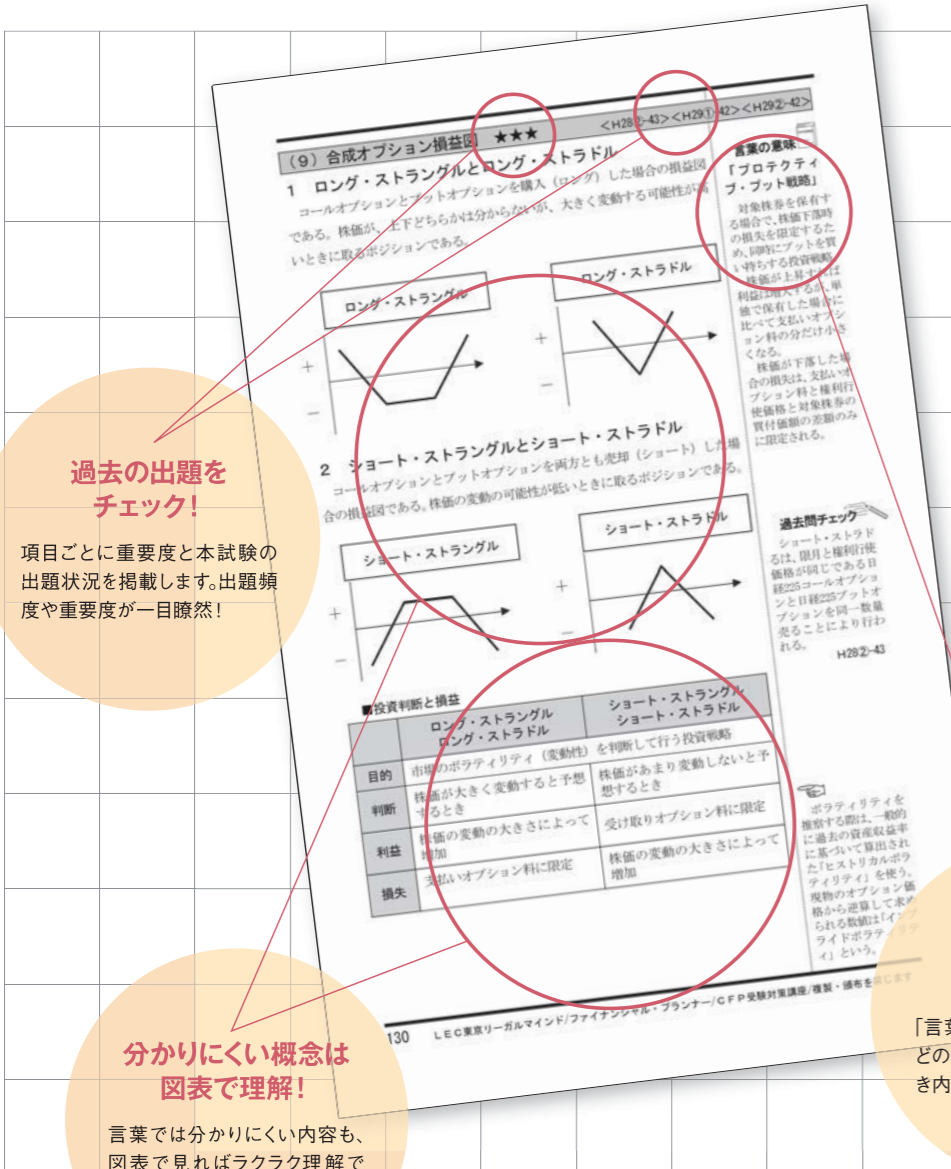 (9)合成オプション損益図 ★★★ <H28②-43><H29①-42><H29②-42>
1 ロング・ストラングルとロング・ストラドル
コールオプションとプットオプションを購入(ロング)した場合の損益図
である。株価が、上下どちらかは分からないが、大きく変動する可能性が高
いときに取るポジションである。
ロング・ストラングル
ロング・ストラドル
+
−
+
−
2 ショート・ストラングルとショート・ストラドル
コールオプションとプットオプションを両方とも売却(ショート)した場
合の損益図である。株価の変動の可能性が低いときに取るポジションである。
ショート・ストラングル
ショート・ストラドル
+
−
+
−
■投資判断と損益
ロング・ストラングル
ロング・ストラドル
ショート・ストラングル
ショート・ストラドル
目的 市場のボラティリティ(変動性)を判断して行う投資戦略
判断 株価が大きく変動すると予想
するとき
株価があまり変動しないと予
想するとき
利益 株価の変動の大きさによって
増加
受け取りオプション料に限定
損失 支払いオプション料に限定
株価の変動の大きさによって
増加
言葉の意味
「プロテクティ
ブ・プット戦略」
対象株券を保有す
る場合で、株価下落時
の損失を限定するた
め、同時にプットを買
い持ちする投資戦略
株価が上昇すれば
利益は増大するが、単
独で保有した場合に
比べて支払いオプシ
ョン料の分だけ小さ
くなる。
株価が下落した場
合の損失は、支払いオ
プション料と権利行
使価格と対象株券の
買付価額の差額のみ
に限定される。
過去問チェック
ショート・ストラド
ルは、限月と権利行使
価格が同じである日
経225コールオプショ
ンと日経225プットオ
プションを同一数量
売ることにより行わ
れる。
H28②-43
ボラティリティを
推察する際は、一般的
に過去の資産収益率
に基づいて算出され
た「ヒストリカルボラ
ティリティ」を使う。
現物のオプション価
格から逆算して求め
られる数値は「インプ
ライドボラティリテ
ィ」という。
130 LEC東京リーガルマインド/ファイナンシャル・プランナー/CFP受験対策講座/複製・頒布を禁じます
過去の出題を
チェック!
項目ごとに重要度と本試験の
出題状況を掲載します。出題頻
度や重要度が一目瞭然!
分かりにくい概念は
図表で理解!
言葉では分かりにくい内容も、
図表で見ればラクラク理解で
「言葉
どの
き内